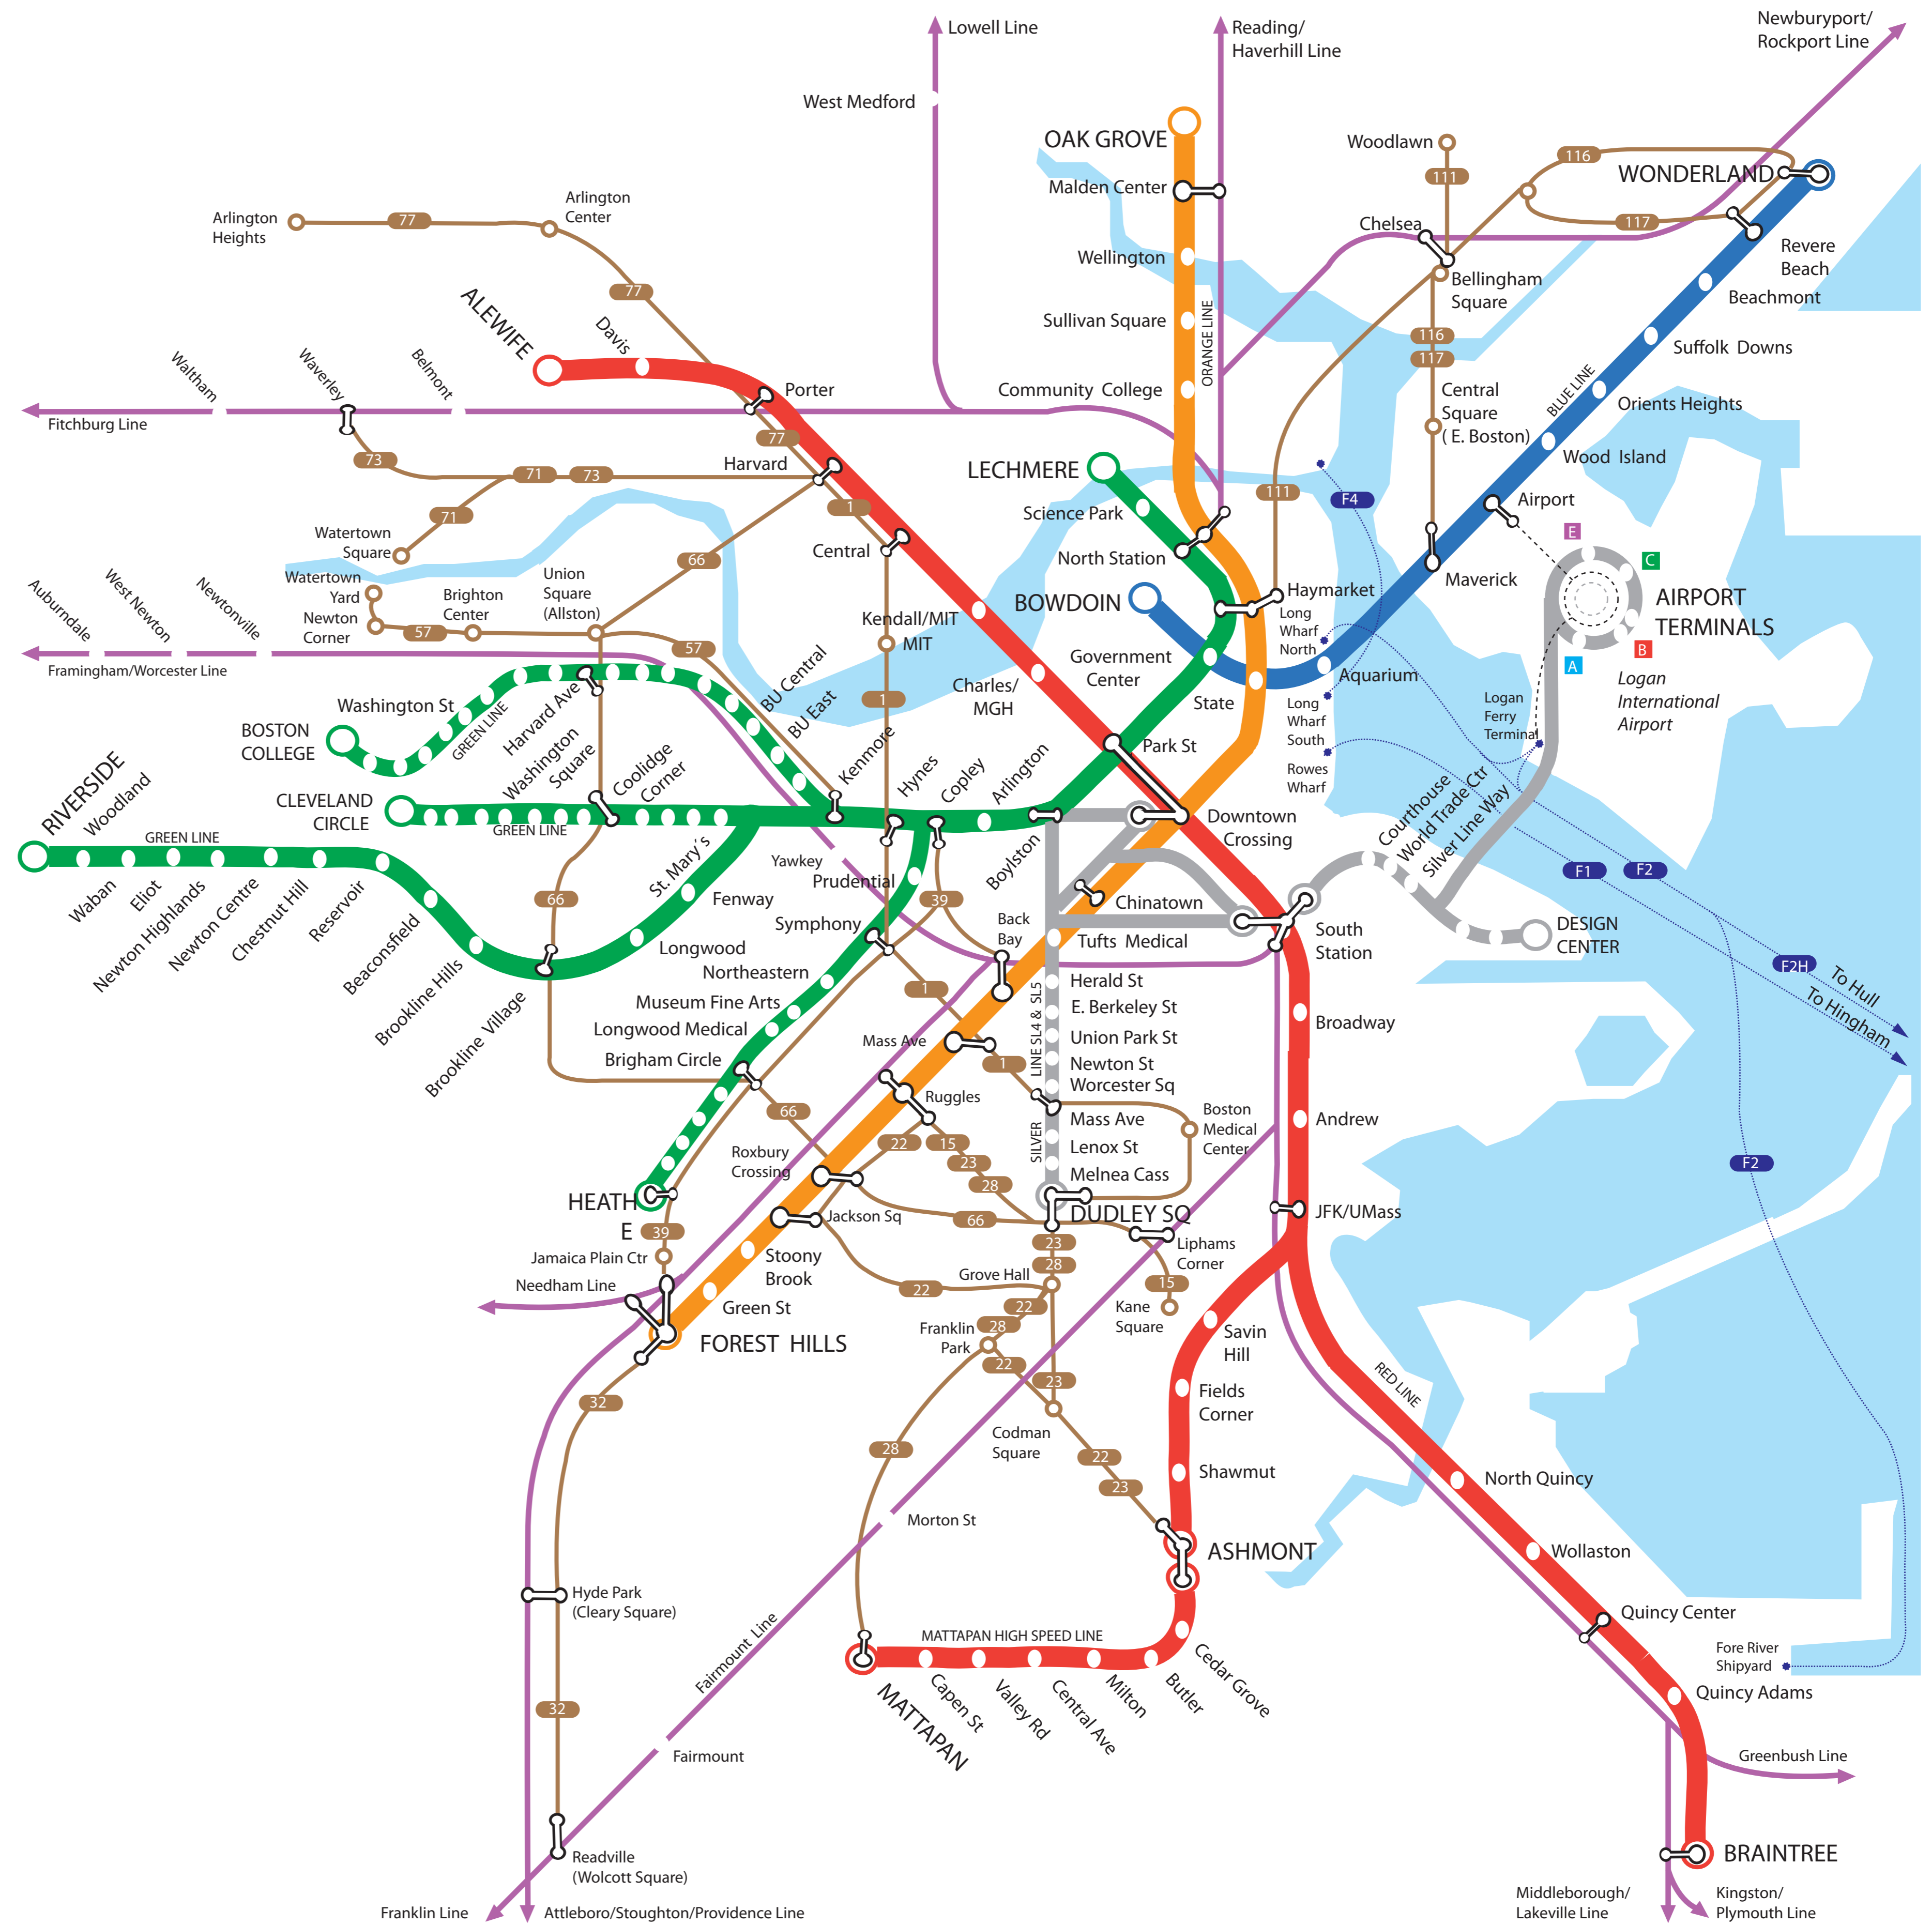 Lowell Line
Reading/
Haverhill Line
Newburyport/
Rockport Line
West Medford
OAK GROVE
Malden Center
Wellington
Sullivan Square
Community College
ORANGE LINE
Woodlawn
111
116
WONDERLAND
117
Chelsea
Bellingham
Square
Revere
Beach
Beachmont
Suffolk Downs
Orients Heights
Wood Island
Airport
Maverick
BLUE LINE
116
117
Central
Square
( E. Boston)
111
F4
Arlington
Heights
77
Arlington
Center
77
ALEWIFE
Davis
Porter
77
Harvard
1
Central
Waltham
Waverley
Belmont
Fitchburg Line
73
71
73
71
Watertown
Square
66
Watertown
Yard
Newton
Corner
57
Brighton
Center
Union
Square
(Allston)
57
Auburndale
West Newton
Newtonville
Framingham/Worcester Line
LECHMERE
Science Park
North Station
BOWDOIN
Haymarket
Long
Wharf
North
Government
Center
State
Aquarium
Long
Wharf
South
Rowes
Wharf
Kendall/MIT
MIT
1
Charles/
MGH
Park St
Downtown
Crossing
E
C
B
A
AIRPORT
TERMINALS
Logan
International
Airport
Logan
Ferry
Terminal
Courthouse
World Trade Ctr
Silver Line Way
DESIGN
CENTER
F1
F2
F2H
To Hull
To Hingham
F2
BOSTON
COLLEGE
Washington St
GREEN LINE
Harvard Ave
BU Central
BU East
Kenmore
Hynes
Copley
Arlington
Boylston
CLEVELAND
CIRCLE
GREEN LINE
Washington
Square
Coolidge
Corner
St. Mary's
RIVERSIDE
Woodland
GREEN LINE
Waban
Eliot
Newton Highlands
Newton Centre
Chestnut Hill
Reservoir
Beaconsfield
Brookline Hills
Brookline Village
Longwood
Fenway
66
Yawkey
Prudential
39
Symphony
Northeastern
Museum Fine Arts
Longwood Medical
Brigham Circle
HEATH
E
39
Jamaica Plain Ctr
Needham Line
Back
Bay
Chinatown
Tufts Medical
1
Mass Ave
1
Ruggles
66
22
15
23
28
Roxbury
Crossing
Jackson Sq
Stoony
Brook
Green St
FOREST HILLS
66
22
Herald St
E. Berkeley St
Union Park St
Newton St
Worcester Sq
Mass Ave
Lenox St
Melnea Cass
SILVER
LINE SL4 & SL5
DUDLEY SQ
Boston
Medical
Center
Liphams
Corner
15
Kane
Square
23
28
Grove Hall
22
28
Franklin
Park
22
23
Codman
Square
22
23
28
South
Station
Broadway
Andrew
JFK/UMass
Savin
Hill
Fields
Corner
Shawmut
ASHMONT
Cedar Grove
Butler
Milton
Central Ave
Valley Rd
Capen St
MATTAPAN
MATTAPAN HIGH SPEED LINE
RED LINE
North Quincy
Wollaston
Quincy Center
Fore River
Shipyard
Quincy Adams
Greenbush Line
BRAINTREE
Middleborough/
Lakeville Line
Kingston/
Plymouth Line
Morton St
Fairmount Line
Fairmount
32
Hyde Park
(Cleary Square)
32
Readville
(Wolcott Square)
Franklin Line
Attleboro/Stoughton/Providence Line